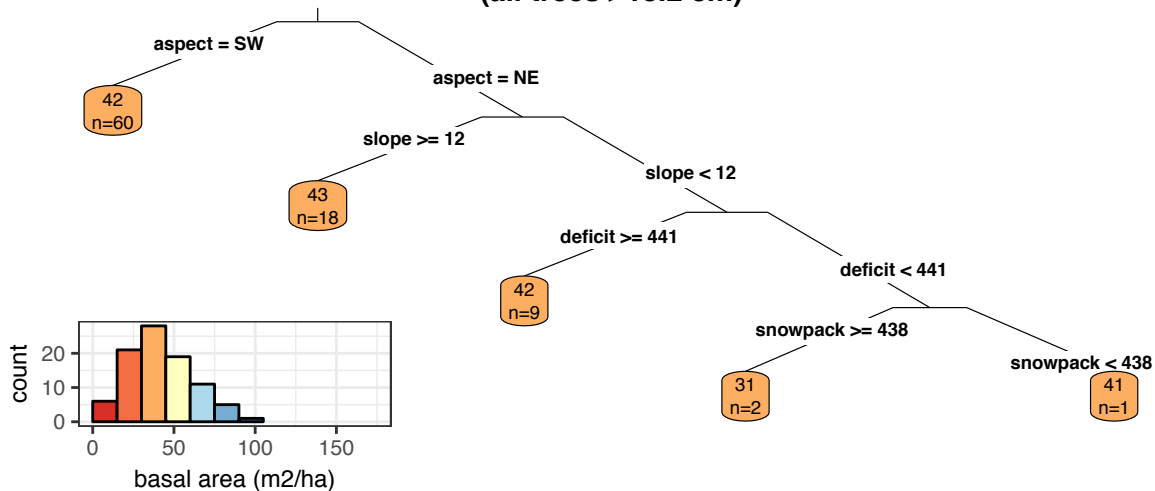 aspect = SW
aspect = NE
42
n=60
slope >= 12
slope < 12
43
n=18
deficit >= 441
deficit < 441
42
n=9
snowpack >= 438
snowpack < 438
31
n=2
41
n=1
count
20
10
0
0 50 100 150
basal area (m2/ha)